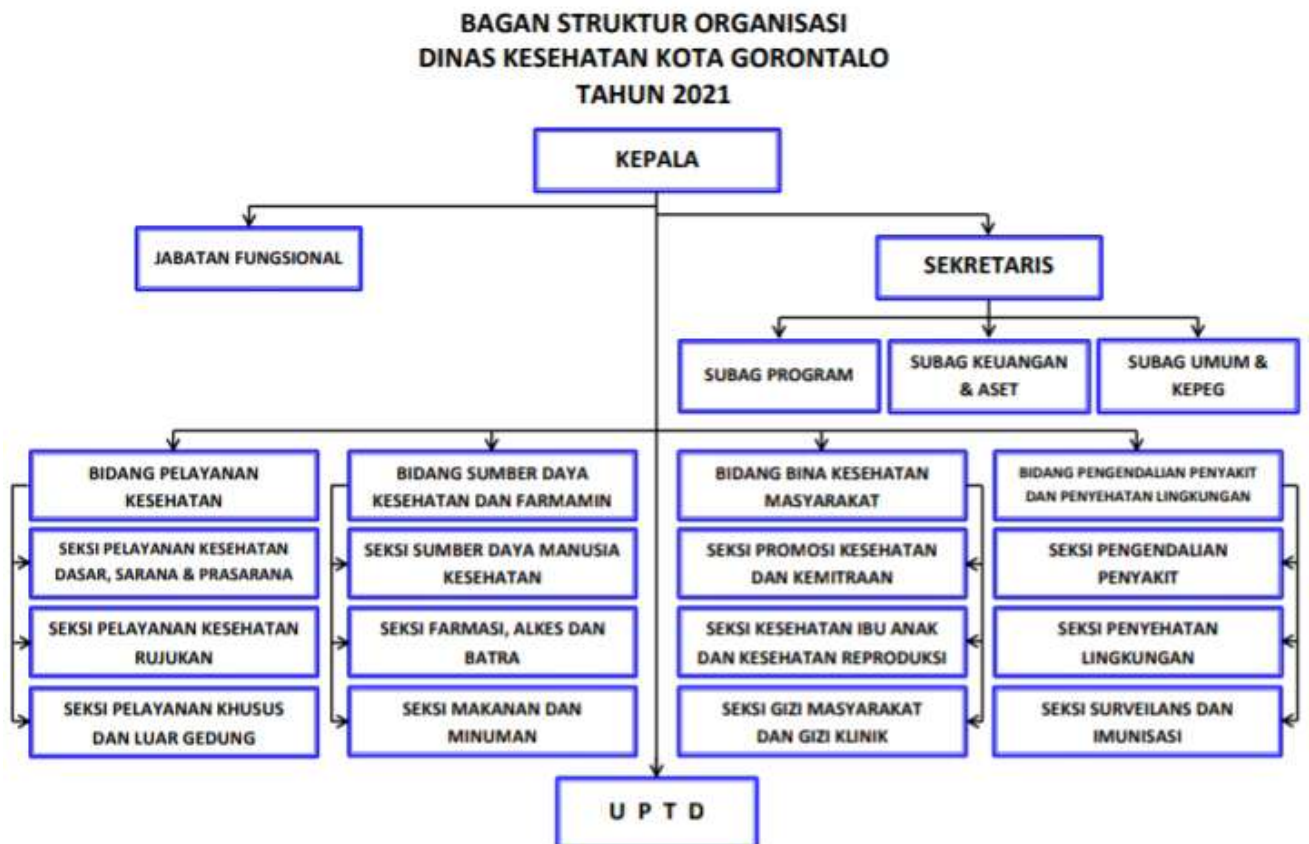 BAGAN STRUKTUR ORGANISASI
DINAS KESEHATAN KOTA GORONTALO
TAHUN 2021
KEPALA
JABATAN FUNGSIONAL
SEKRETARIS
SUBAG PROGRAM
SUBAG KEUANGAN
& ASET
SUBAG UMUM &
KEPEG
BIDANG PELAYANAN
KESEHATAN
SEKSI PELAYANAN KESEHATAN
DASAR, SARANA & PRASARANA
SEKSI PELAYANAN KESEHATAN
RUJUKAN
SEKSI PELAYANAN KHUSUS
DAN LUAR GEDUNG
BIDANG SUMBER DAYA
KESEHATAN DAN FARMAMIN
SEKSI SUMBER DAYA MANUSIA
KESEHATAN
SEKSI FARMASI, ALKES DAN
BATRA
SEKSI MAKANAN DAN
MINUMAN
BIDANG BINA KESEHATAN
MASYARAKAT
SEKSI PROMOSI KESEHATAN
DAN KEMITRAAN
SEKSI KESEHATAN IBU ANAK
DAN KESEHATAN REPRODUKSI
SEKSI GIZI MASYARAKAT
DAN GIZI KLINIK
BIDANG PENGENDALIAN PENYAKIT
DAN PENYEHATAN LINGKUNGAN
SEKSI PENGENDALIAN
PENYAKIT
SEKSI PENYEHATAN
LINGKUNGAN
SEKSI SURVEILANS DAN
IMUNISASI
U P T D